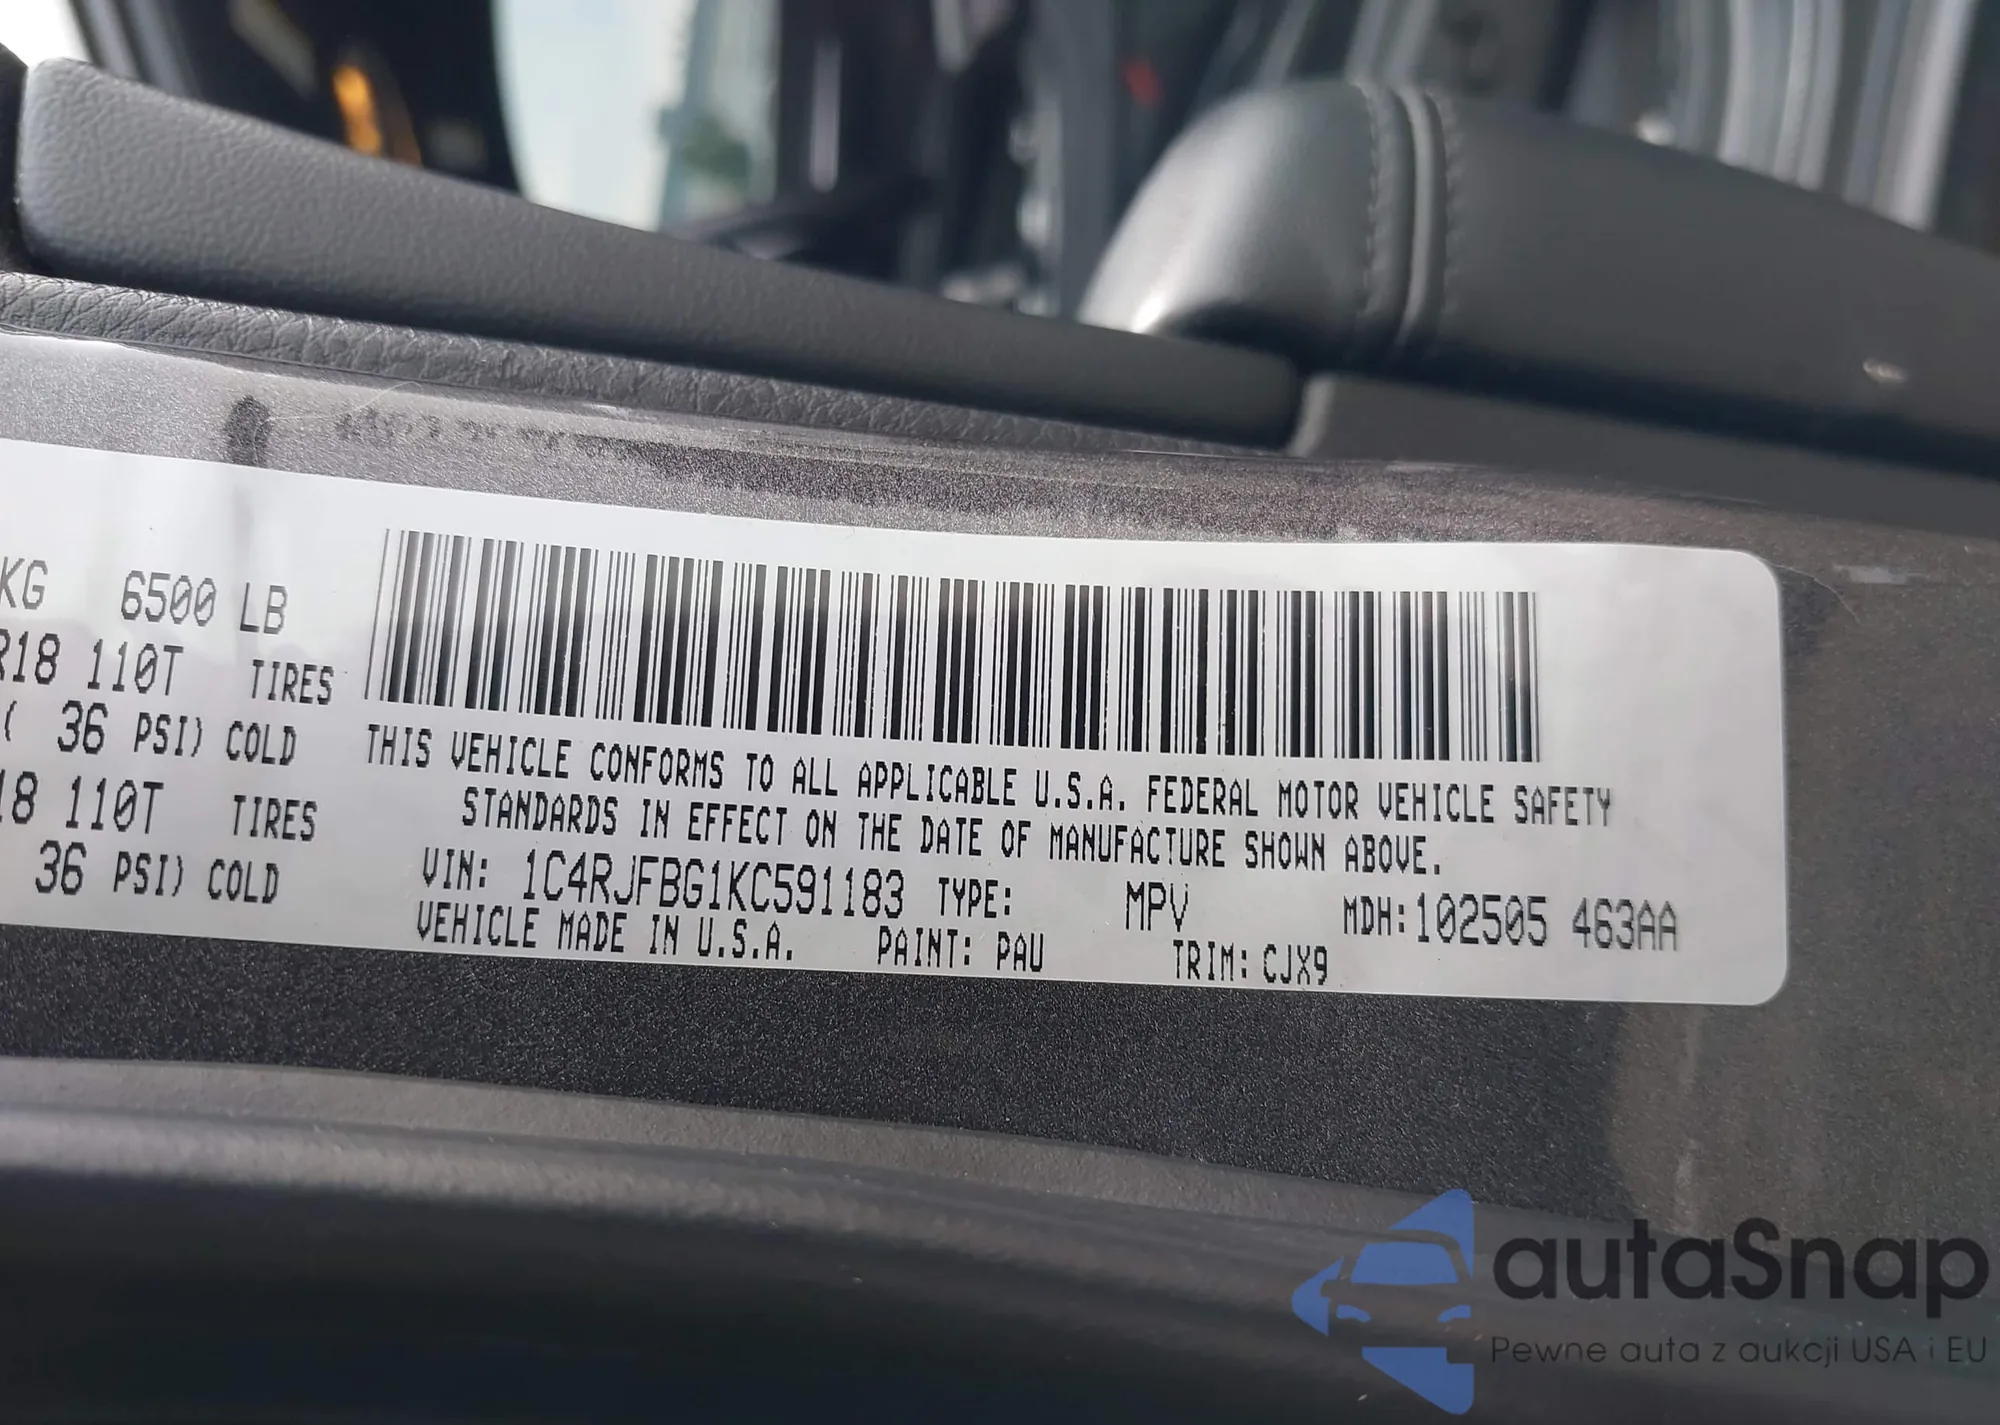 KG 6500 LB
R18 110T TIRES
( 36 PSI) COLD
18 110T TIRES
36 PSI) COLD
THIS VEHICLE CONFORMS TO ALL APPLICABLE U.S.A. FEDERAL MOTOR VEHICLE SAFETY
STANDARDS IN EFFECT ON THE DATE OF MANUFACTURE SHOWN ABOVE.
VIN: 1C4RJFBG1KC591183 TYPE: MPV MDH:102505 463AA
VEHICLE MADE IN U.S.A. PAINT: PAU TRIM: CJX9
autaSnap
Pewne auta z aukcji USA i EU